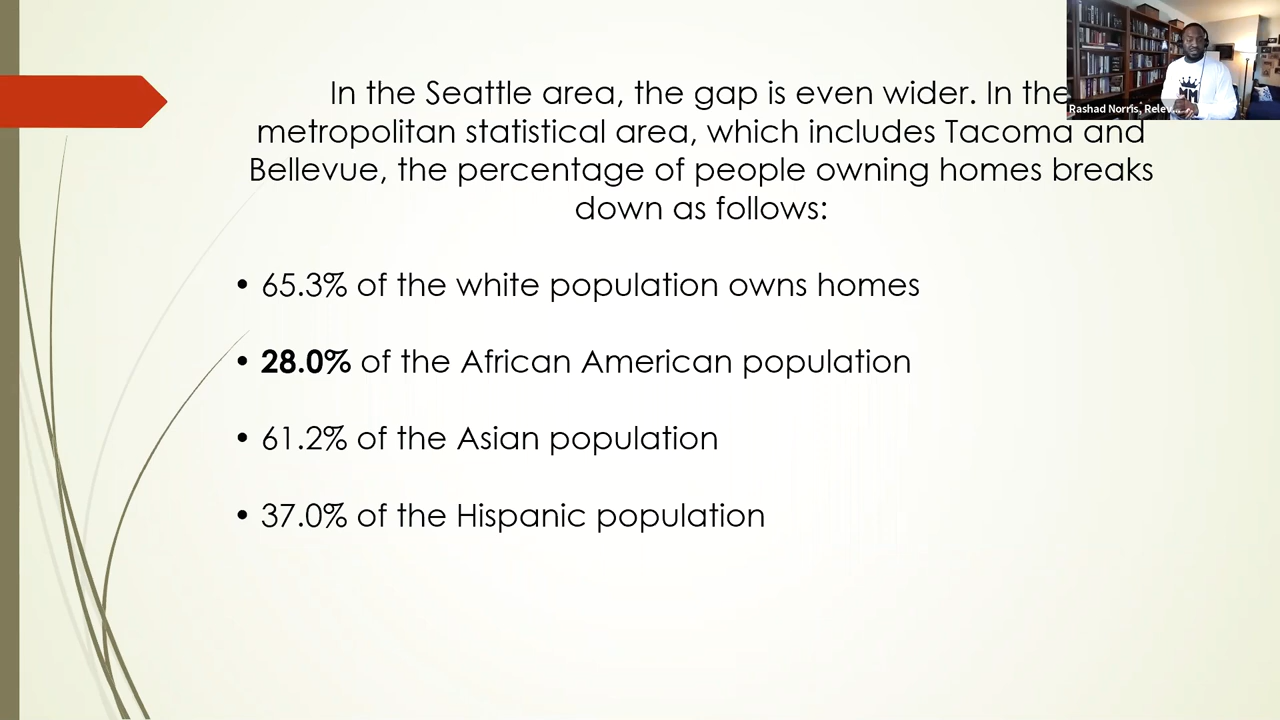 In the Seattle area, the gap is even wider. In the
metropolitan statistical area, which includes Tacoma and
Bellevue, the percentage of people owning homes breaks
down as follows:
• 65.3% of the white population owns homes
• 28.0% of the African American population
• 61.2% of the Asian population
• 37.0% of the Hispanic population
Rashad Norris, Relev...